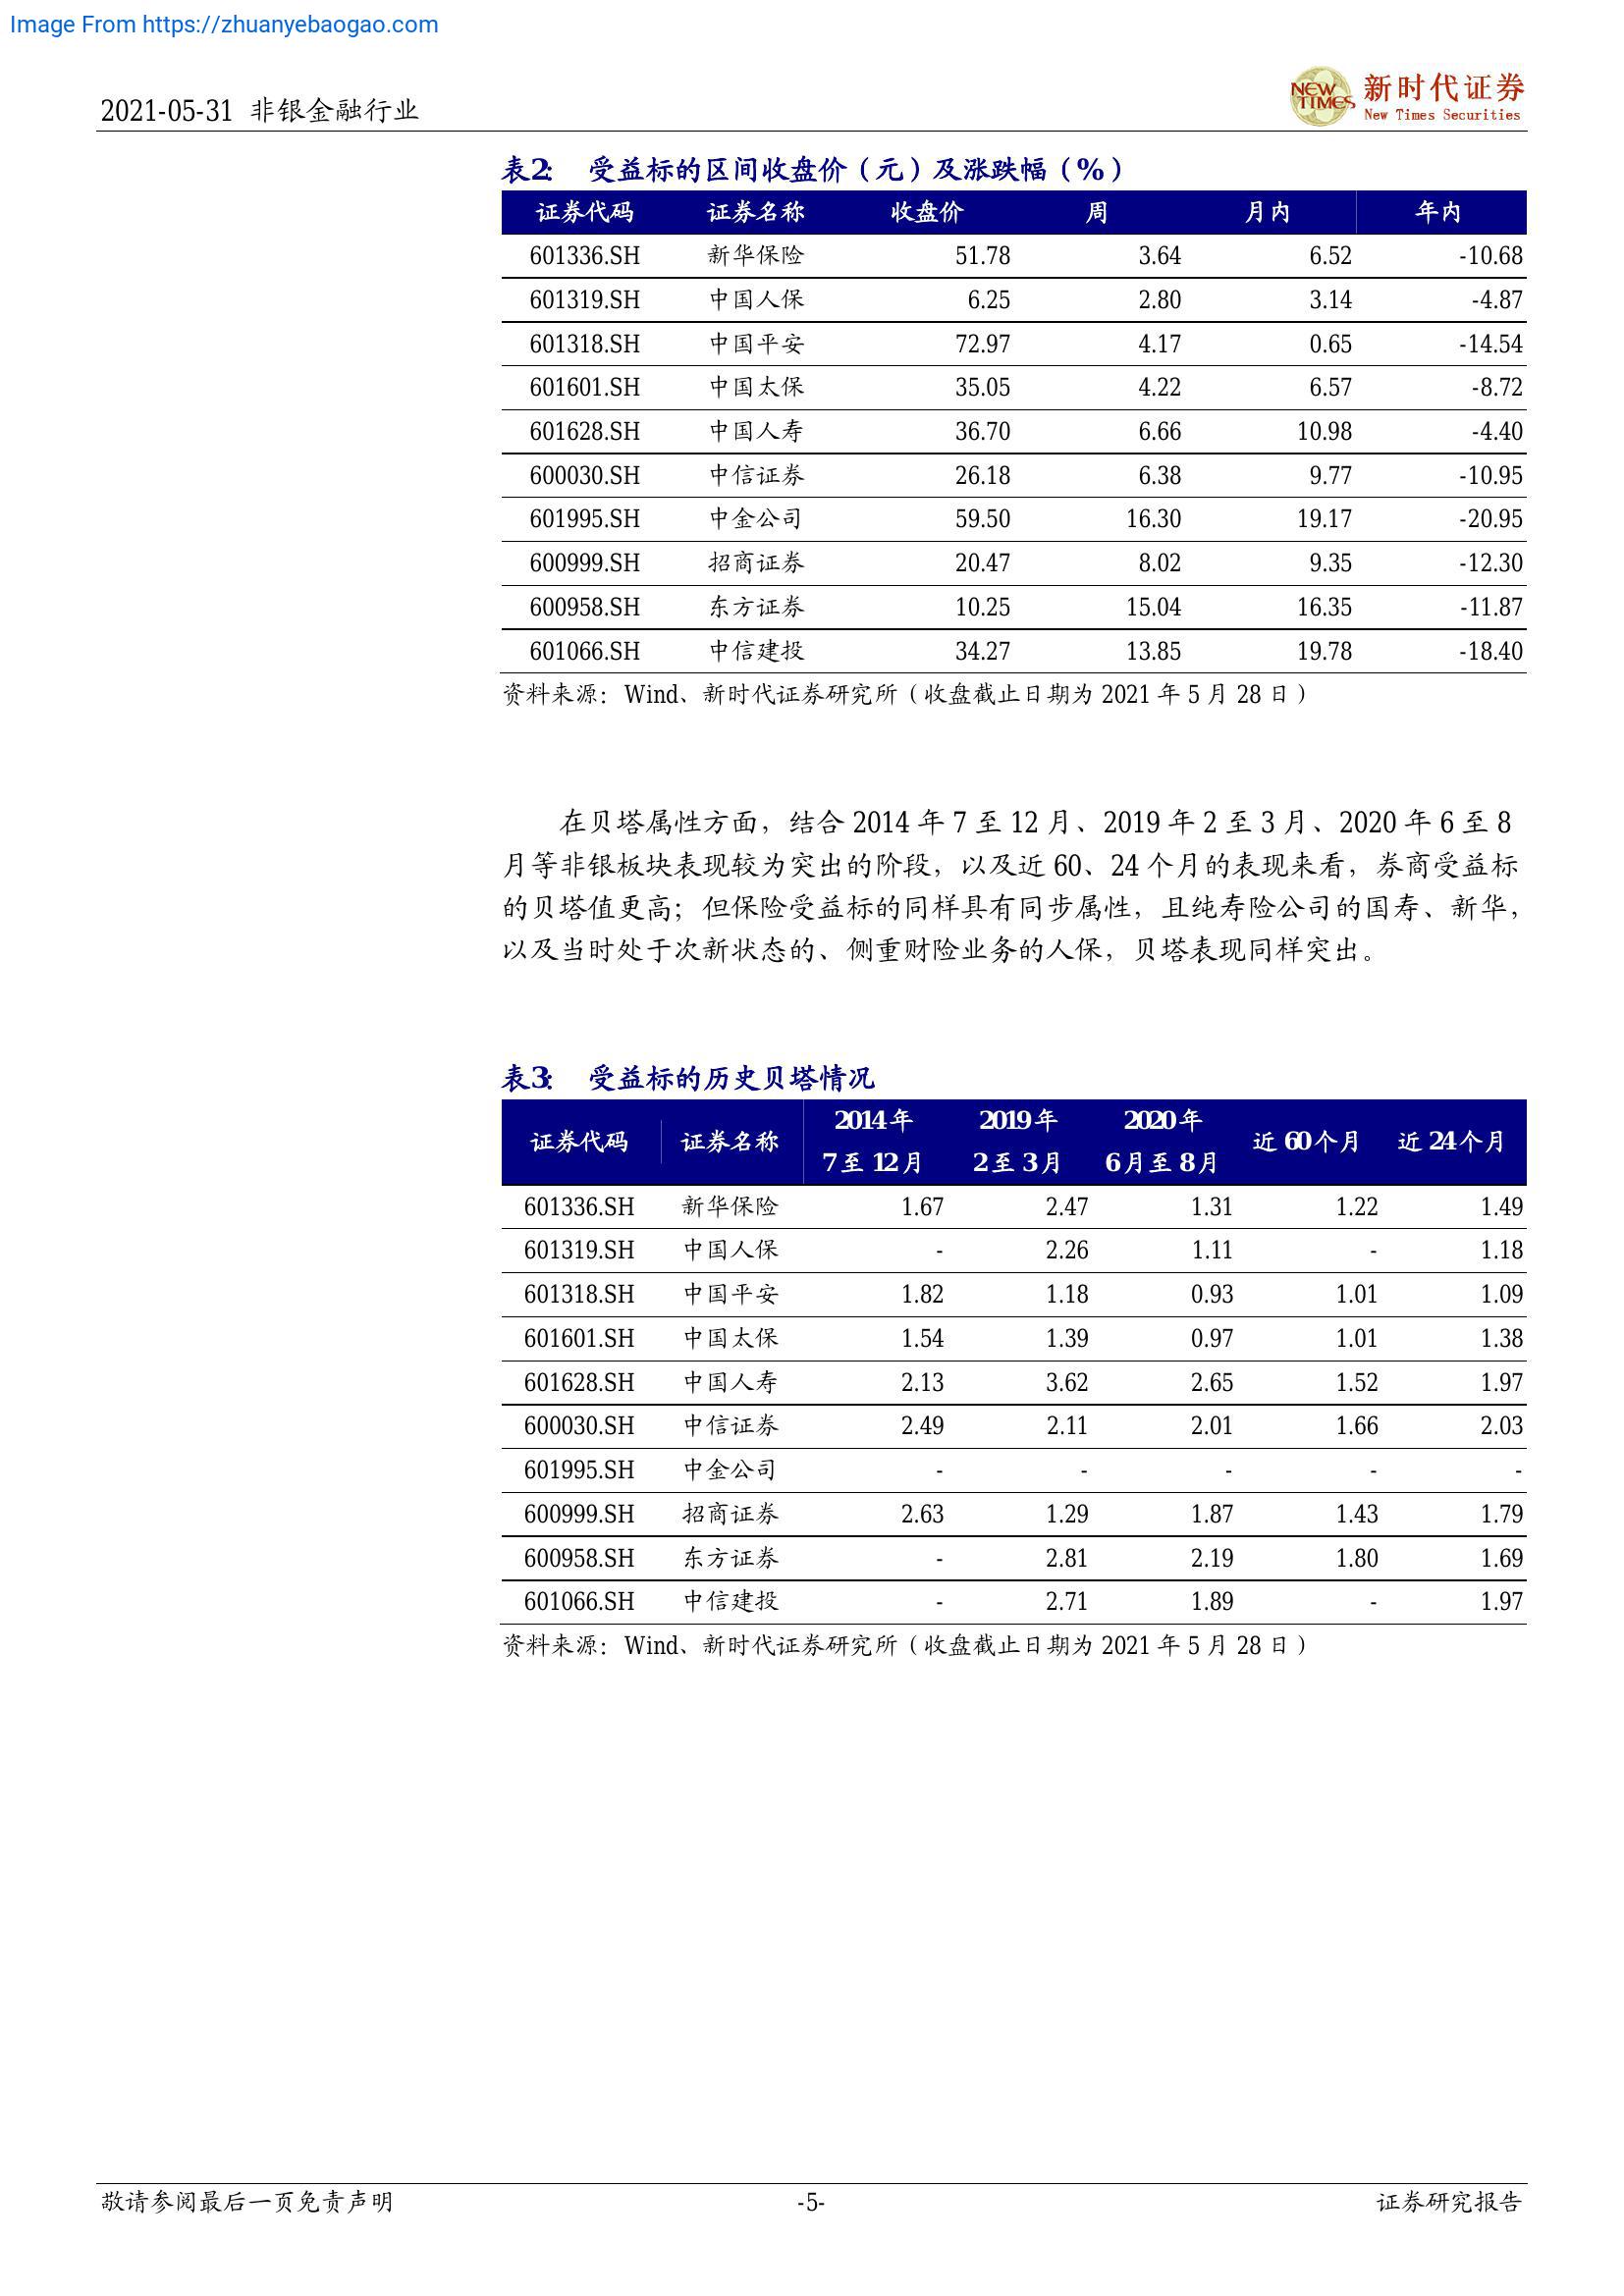 Image From https://zhuanyebaogao.com
2021-05-31 非银金融行业
NEW TIMES 新时代证券
New Times Securities
表2: 受益标的区间收盘价（元）及涨跌幅（%）
证券代码 证券名称 收盘价 周 月内 年内
601336.SH 新华保险 51.78 3.64 6.52 -10.68
601319.SH 中国人保 6.25 2.80 3.14 -4.87
601318.SH 中国平安 72.97 4.17 0.65 -14.54
601601.SH 中国太保 35.05 4.22 6.57 -8.72
601628.SH 中国人寿 36.70 6.66 10.98 -4.40
600030.SH 中信证券 26.18 6.38 9.77 -10.95
601995.SH 中金公司 59.50 16.30 19.17 -20.95
600999.SH 招商证券 20.47 8.02 9.35 -12.30
600958.SH 东方证券 10.25 15.04 16.35 -11.87
601066.SH 中信建投 34.27 13.85 19.78 -18.40
资料来源：Wind、新时代证券研究所（收盘截止日期为 2021 年 5 月 28 日）
在贝塔属性方面，结合 2014 年 7 至 12 月、2019 年 2 至 3 月、2020 年 6 至 8
月等非银板块表现较为突出的阶段，以及近 60、24 个月的表现来看，券商受益标
的贝塔值更高；但保险受益标的同样具有同步属性，且纯寿险公司的国寿、新华，
以及当时处于次新状态的、侧重财险业务的人保，贝塔表现同样突出。
表3: 受益标的历史贝塔情况
证券代码 证券名称 2014年 2019年 2020年 近60个月 近24个月
7至12月 2至3月 6月至8月
601336.SH 新华保险 1.67 2.47 1.31 1.22 1.49
601319.SH 中国人保 - 2.26 1.11 - 1.18
601318.SH 中国平安 1.82 1.18 0.93 1.01 1.09
601601.SH 中国太保 1.54 1.39 0.97 1.01 1.38
601628.SH 中国人寿 2.13 3.62 2.65 1.52 1.97
600030.SH 中信证券 2.49 2.11 2.01 1.66 2.03
601995.SH 中金公司 - - - - -
600999.SH 招商证券 2.63 1.29 1.87 1.43 1.79
600958.SH 东方证券 - 2.81 2.19 1.80 1.69
601066.SH 中信建投 - 2.71 1.89 - 1.97
资料来源：Wind、新时代证券研究所（收盘截止日期为 2021 年 5 月 28 日）
敬请参阅最后一页免责声明 -5- 证券研究报告